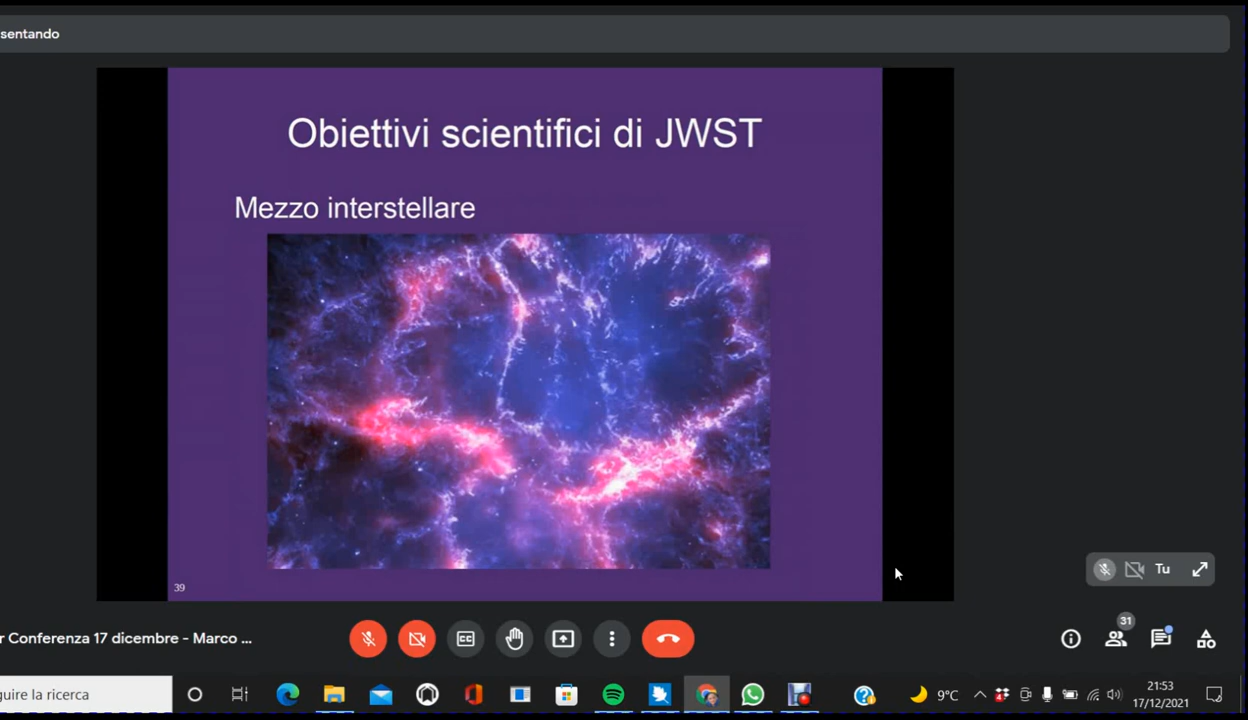 sentando
Obiettivi scientifici di JWST
Mezzo interstellare
39
Tu
31
r Conferenza 17 dicembre - Marco ...
guire la ricerca
9°C
21:53
17/12/2021